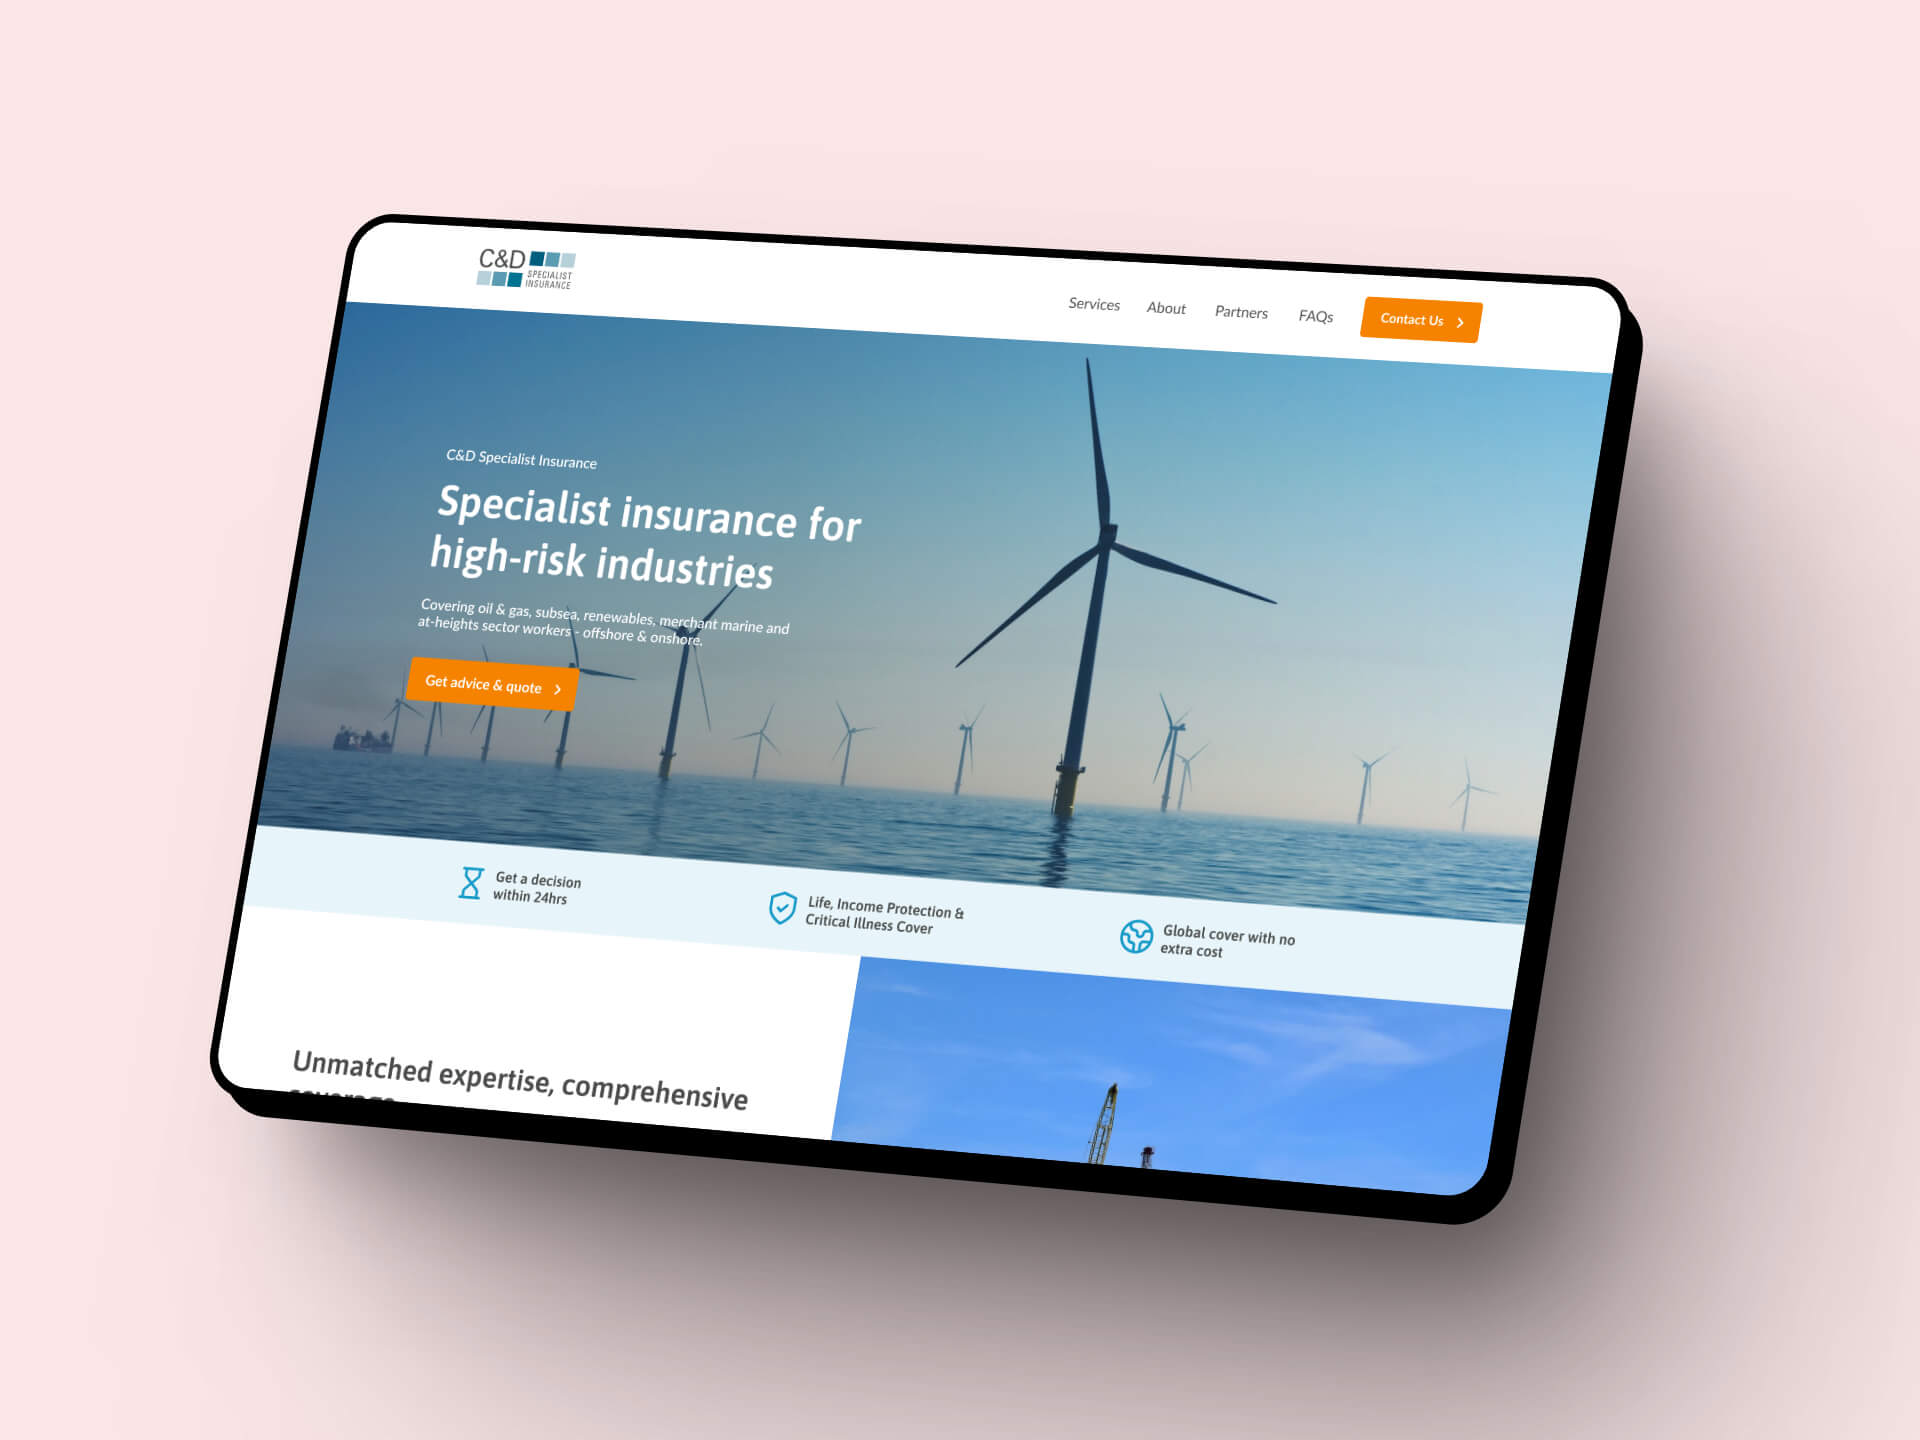 C&D
SPECIALIST
INSURANCE
Services
About
Partners
FAQs
Contact Us
C&D Specialist Insurance
Specialist insurance for
high-risk industries
Covering oil & gas, subsea, renewables, merchant marine and
at-heights sector workers - offshore & onshore.
Get advice & quote
Get a decision
within 24hrs
Life, Income Protection &
Critical Illness Cover
Global cover with no
extra cost
Unmatched expertise, comprehensive